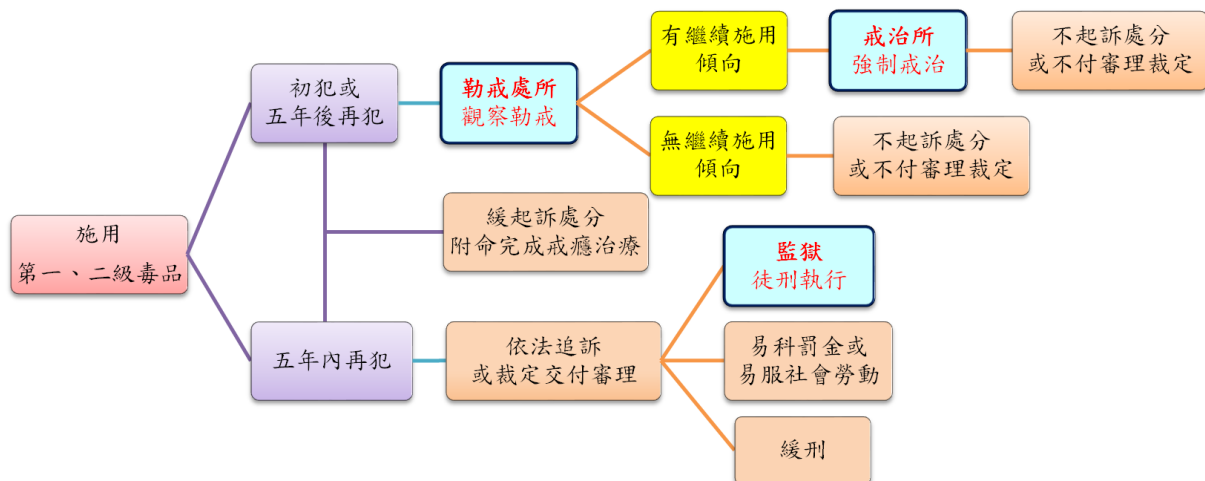 施用
第一、二級毒品
初犯或
五年後再犯
勒戒處所
觀察勒戒
有繼續施用
傾向
戒治所
強制戒治
不起訴處分
或不付審理裁定
無繼續施用
傾向
不起訴處分
或不付審理裁定
緩起訴處分
附命完成戒癮治療
五年內再犯
依法追訴
或裁定交付審理
監獄
徒刑執行
易科罰金或
易服社會勞動
緩刑